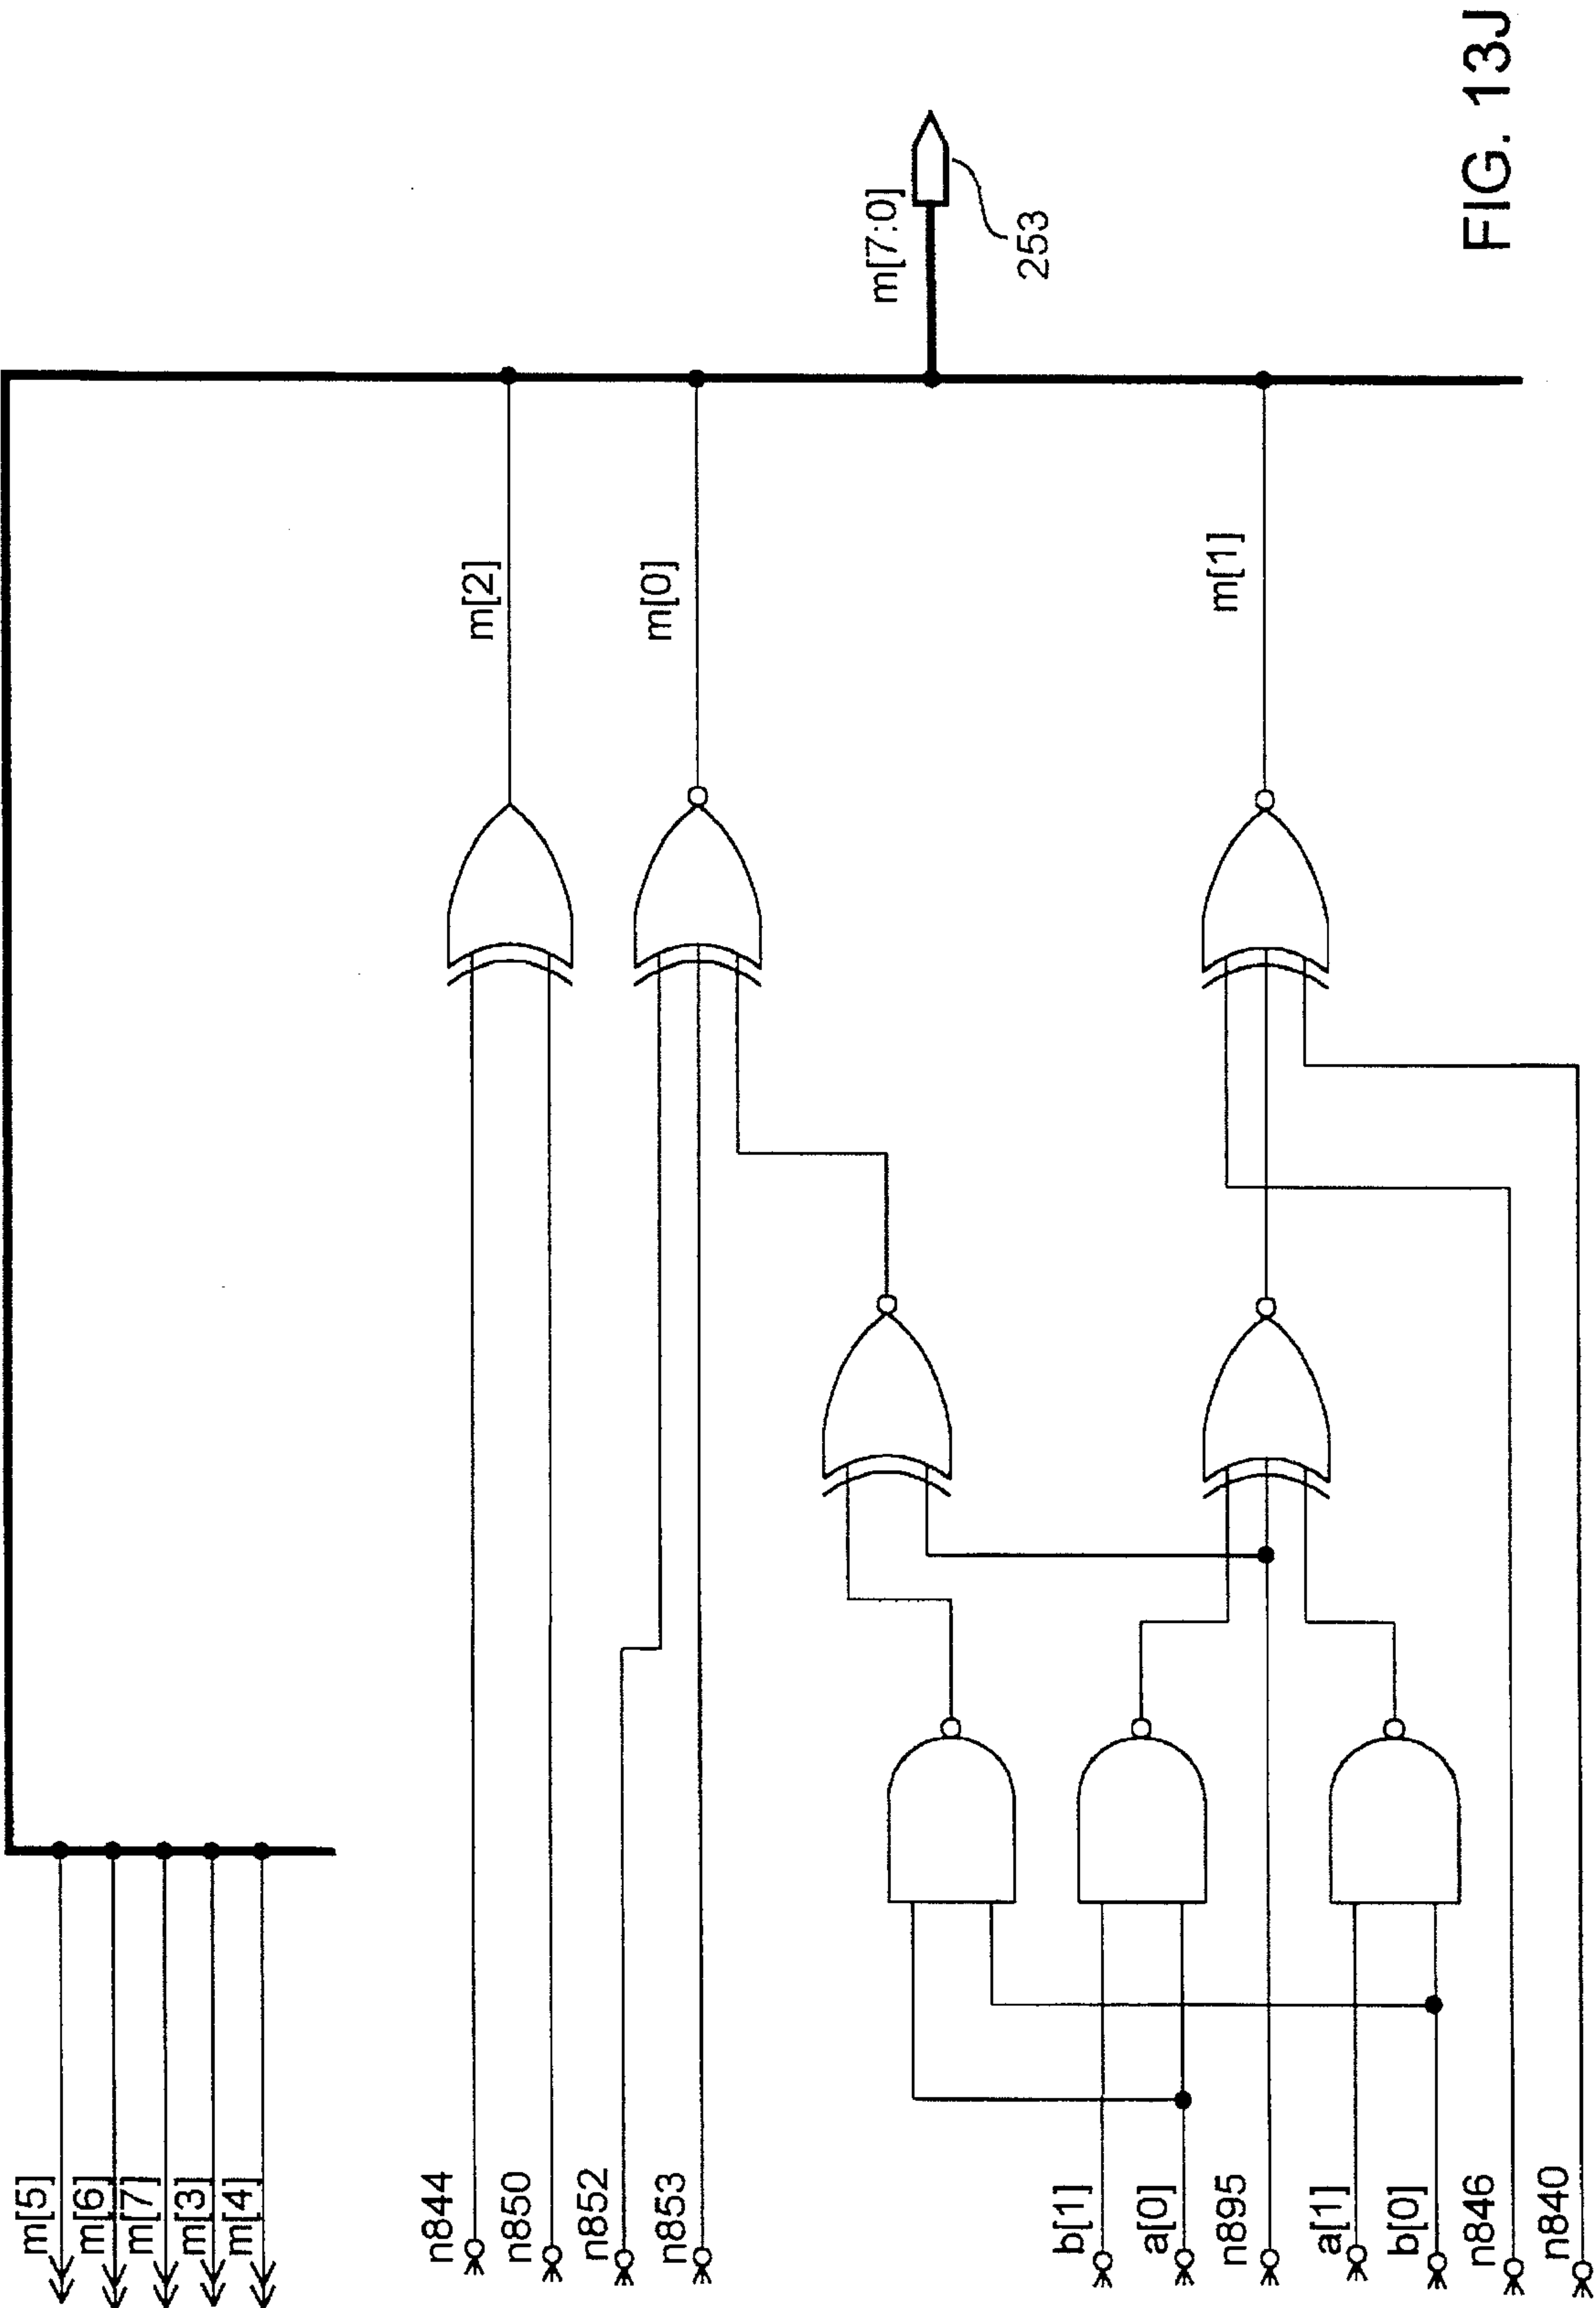 m[5]
m[6]
m[7]
m[3]
m[4]
n844
n850
n852
n853
b[1]
a[0]
n895
a[1]
b[0]
n846
n840
m[2]
m[0]
m[1]
m[7:0]
253
FIG. 13J